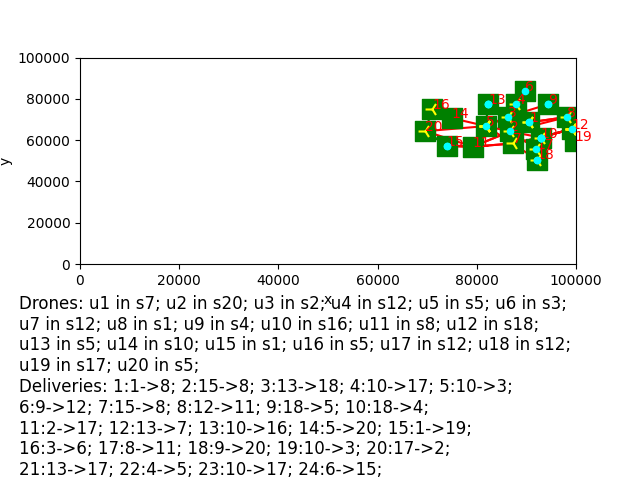 100000
80000
60000
40000
20000
0
y
0 20000 40000 60000 80000 100000
x
6
14
10
3
12
19
Drones: u1 in s7; u2 in s20; u3 in s2; u4 in s12; u5 in s5; u6 in s3;
u7 in s12; u8 in s1; u9 in s4; u10 in s16; u11 in s8; u12 in s18;
u13 in s5; u14 in s10; u15 in s1; u16 in s5; u17 in s12; u18 in s12;
u19 in s17; u20 in s5;
Deliveries: 1:1->8; 2:15->8; 3:13->18; 4:10->17; 5:10->3;
6:9->12; 7:15->8; 8:12->11; 9:18->5; 10:18->4;
11:2->17; 12:13->7; 13:10->16; 14:5->20; 15:1->19;
16:3->6; 17:8->11; 18:9->20; 19:10->3; 20:17->2;
21:13->17; 22:4->5; 23:10->17; 24:6->15;